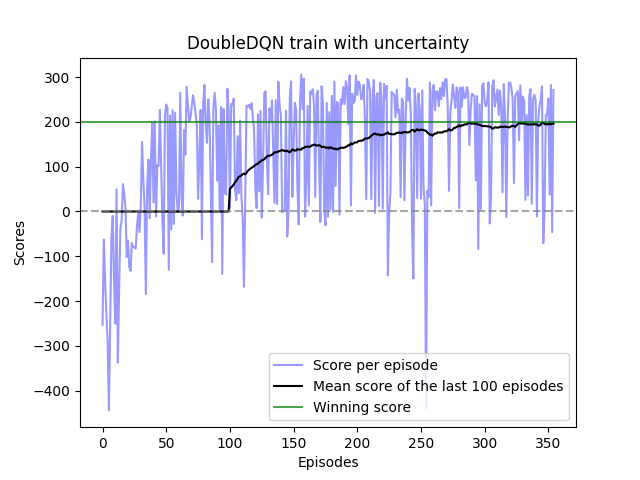 DoubleDQN train with uncertainty
300
200
100
0
−100
−200
−300
−400
Scores
Score per episode
Mean score of the last 100 episodes
Winning score
0 50 100 150 200 250 300 350
Episodes